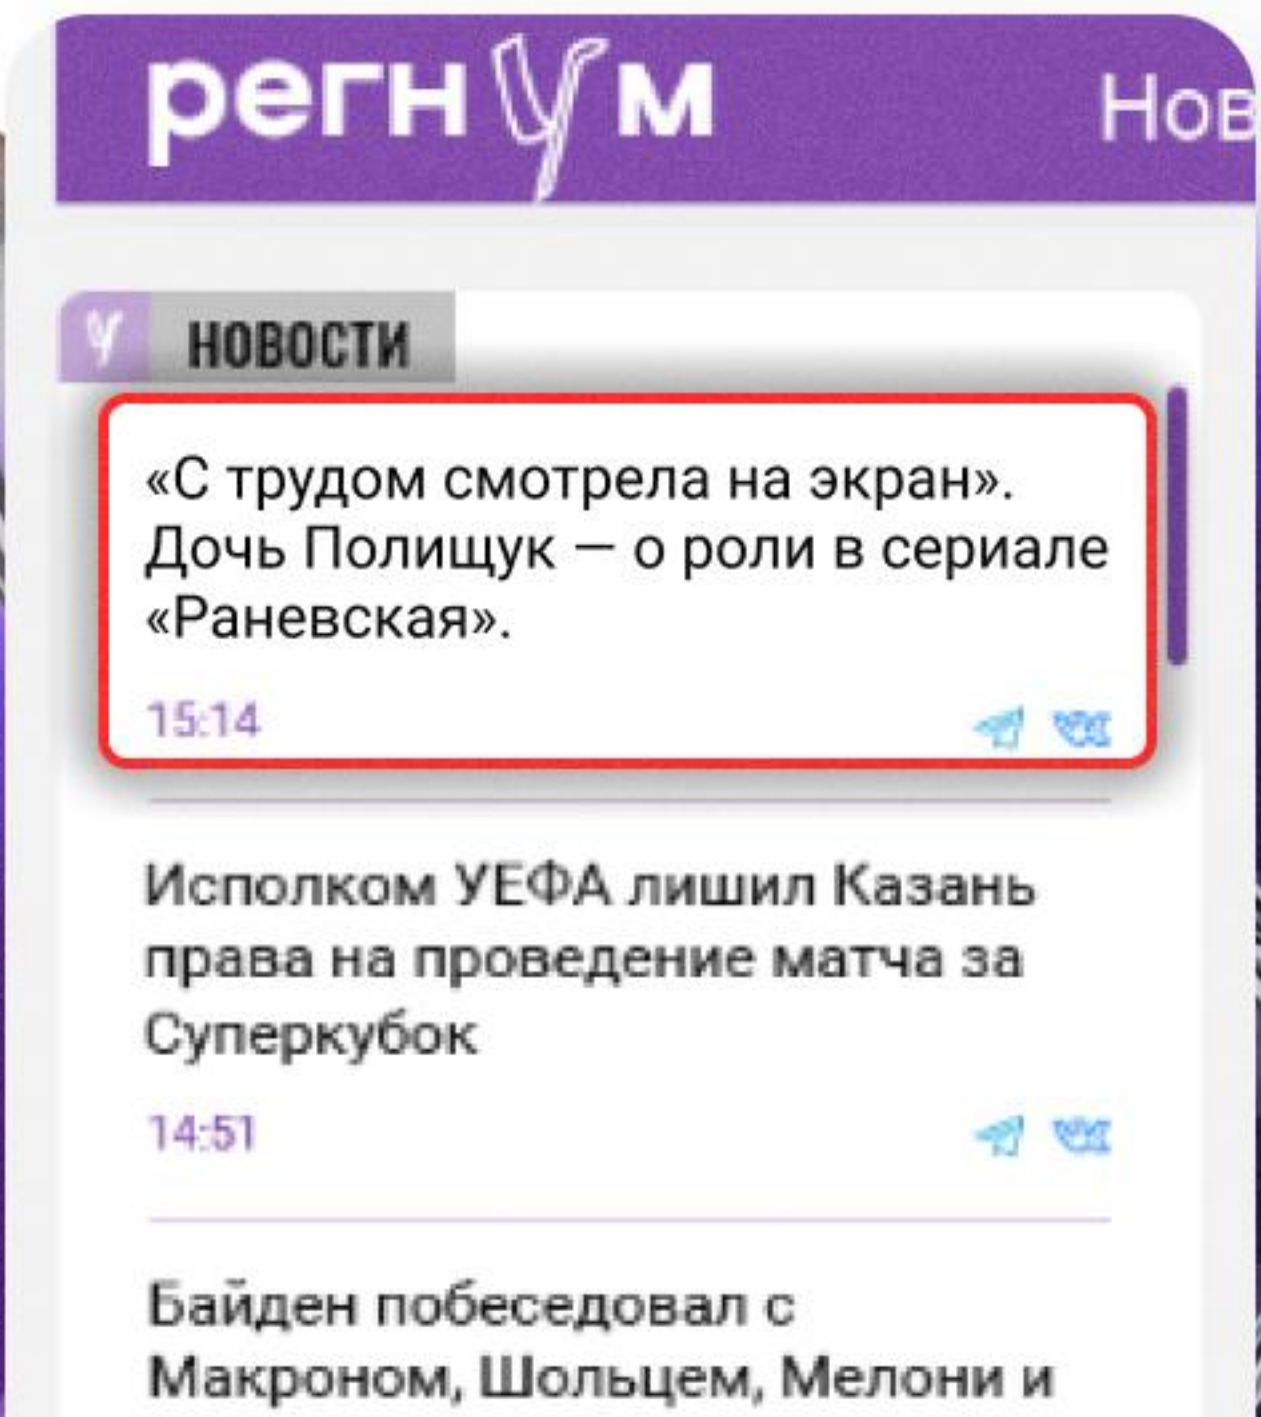 регнум
Нов
НОВОСТИ
«С трудом смотрела на экран».
Дочь Полищук — о роли в сериале
«Раневская».
15:14
Исполком УЕФА лишил Казань
права на проведение матча за
Суперкубок
14:51
Байден побеседовал с
Макроном, Шольцем, Мелони и